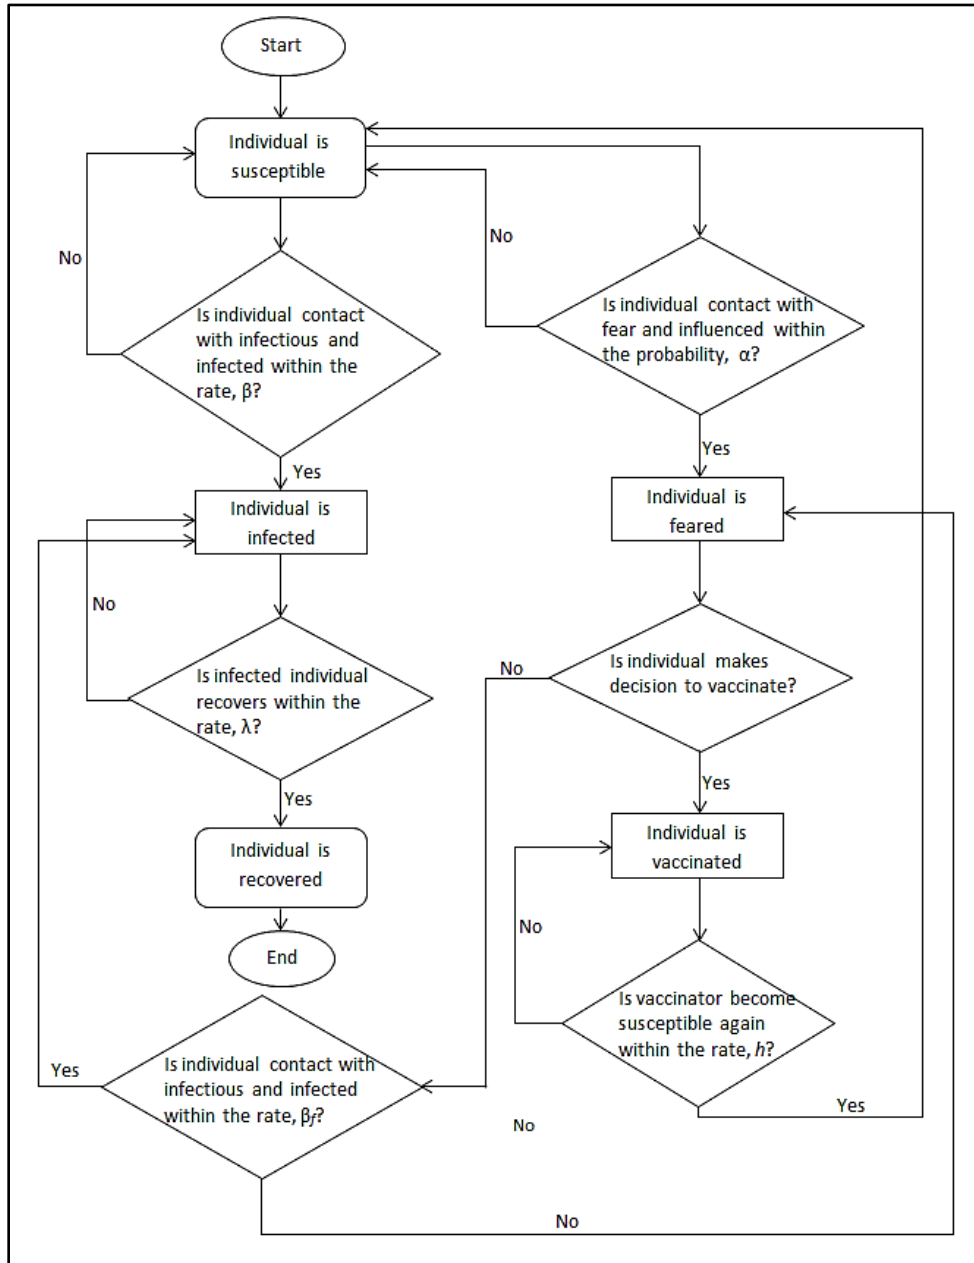 Start
Individual is
susceptible
No
No
Is individual contact
with infectious and
infected within the
rate, β?
Is individual contact with
fear and influenced within
the probability, α?
Yes
Yes
Individual is
infected
Individual is
feared
No
Is infected individual
recovers within the
rate, λ?
No
Is individual makes
decision to vaccinate?
Yes
Yes
Individual is
recovered
Individual is
vaccinated
No
End
Is vaccinator become
susceptible again
within the rate, h?
Yes
Is individual contact with
infectious and infected
within the rate, βf?
Yes
No
No